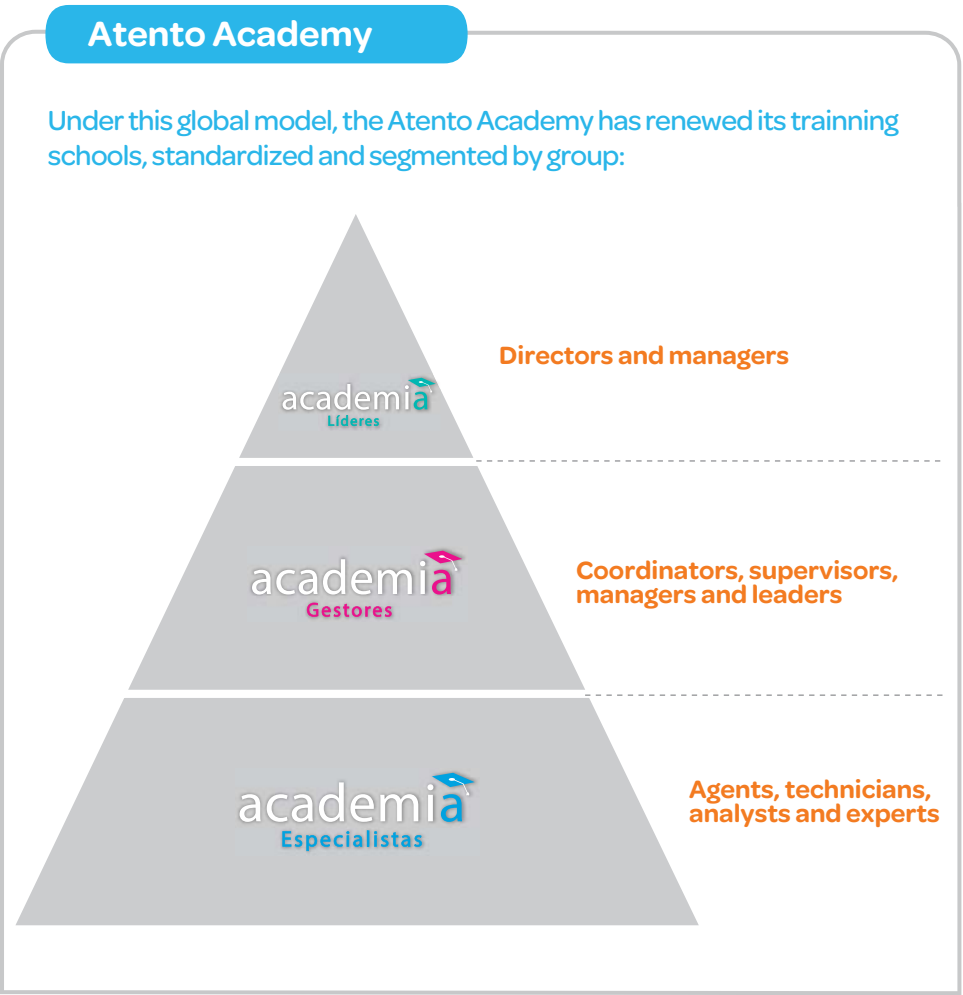 Atento Academy
Under this global model, the Atento Academy has renewed its trainning
schools, standardized and segmented by group:
Directors and managers
academia
Líderes
Coordinators, supervisors,
managers and leaders
academia
Gestores
Agents, technicians,
analysts and experts
academia
Especialistas